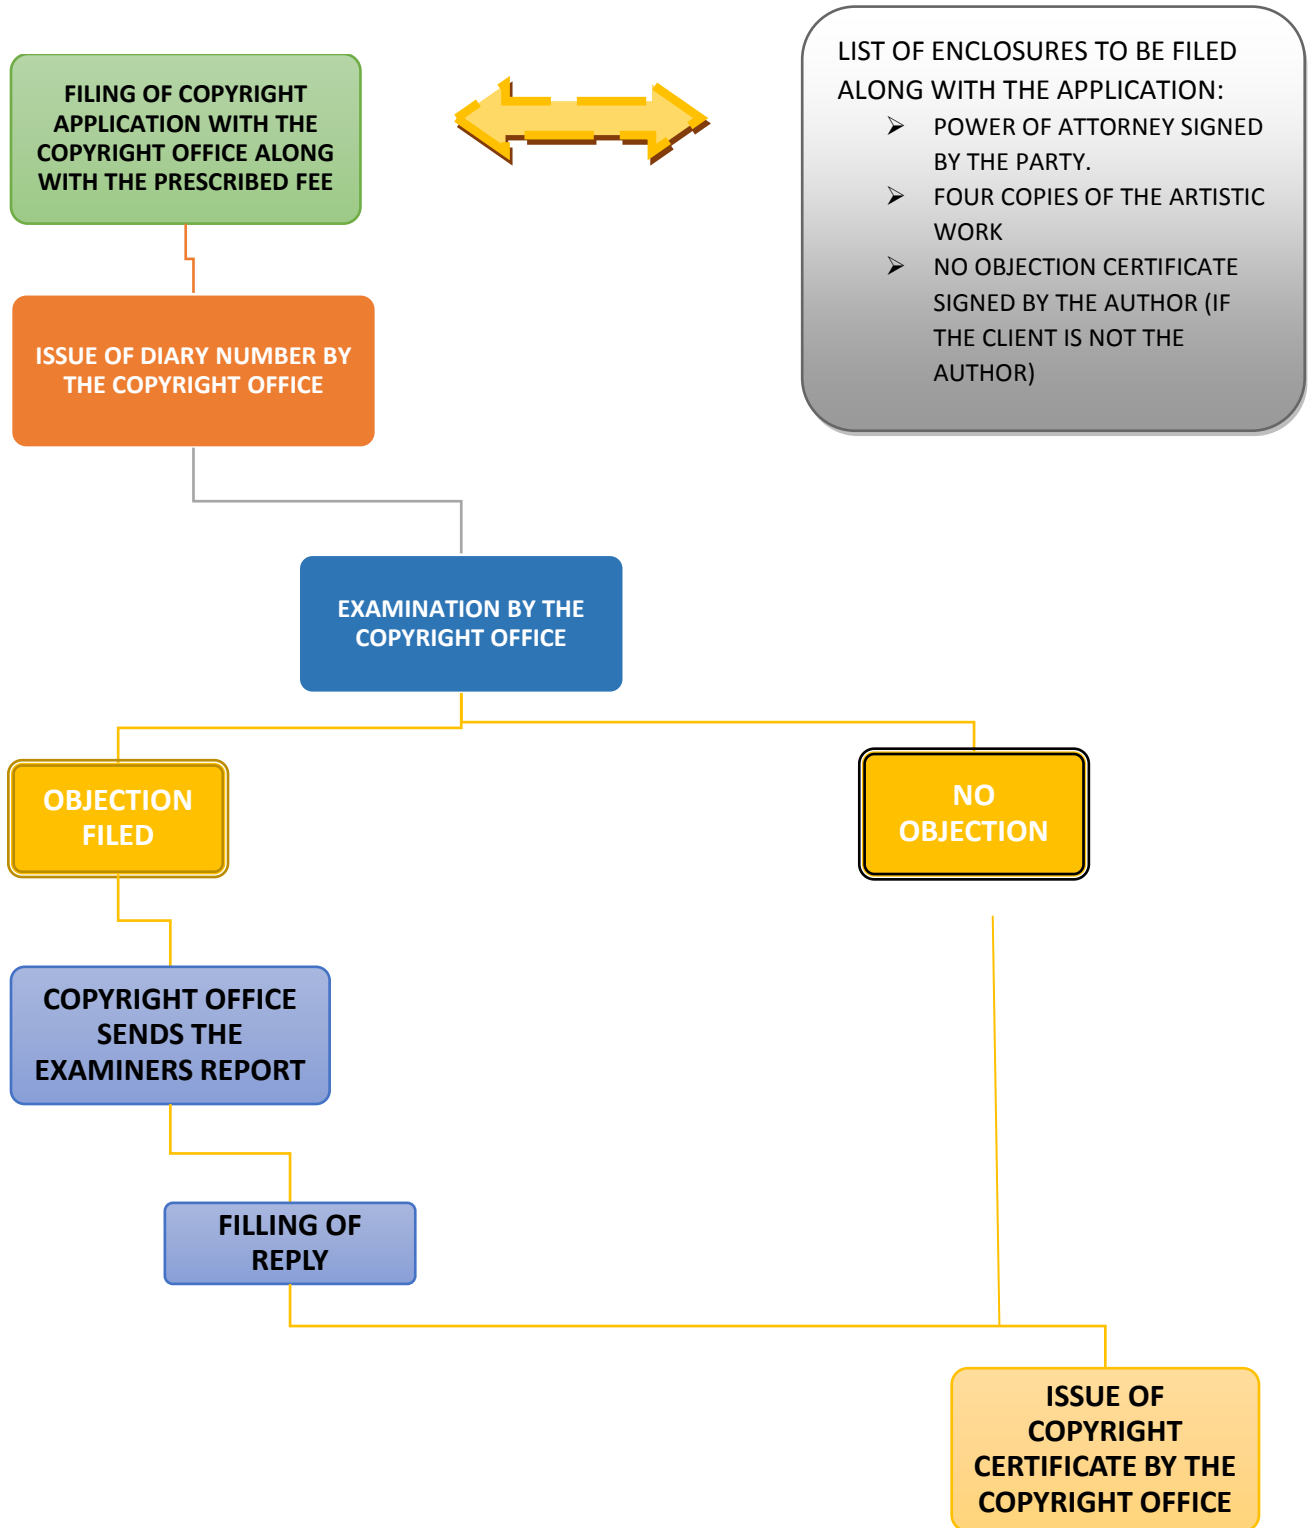 FILING OF COPYRIGHT
APPLICATION WITH THE
COPYRIGHT OFFICE ALONG
WITH THE PRESCRIBED FEE
LIST OF ENCLOSURES TO BE FILED
ALONG WITH THE APPLICATION:
➢ POWER OF ATTORNEY SIGNED
BY THE PARTY.
➢ FOUR COPIES OF THE ARTISTIC
WORK
➢ NO OBJECTION CERTIFICATE
SIGNED BY THE AUTHOR (IF
THE CLIENT IS NOT THE
AUTHOR)
ISSUE OF DIARY NUMBER BY
THE COPYRIGHT OFFICE
EXAMINATION BY THE
COPYRIGHT OFFICE
OBJECTION
FILED
NO
OBJECTION
COPYRIGHT OFFICE
SENDS THE
EXAMINERS REPORT
FILLING OF
REPLY
ISSUE OF
COPYRIGHT
CERTIFICATE BY THE
COPYRIGHT OFFICE